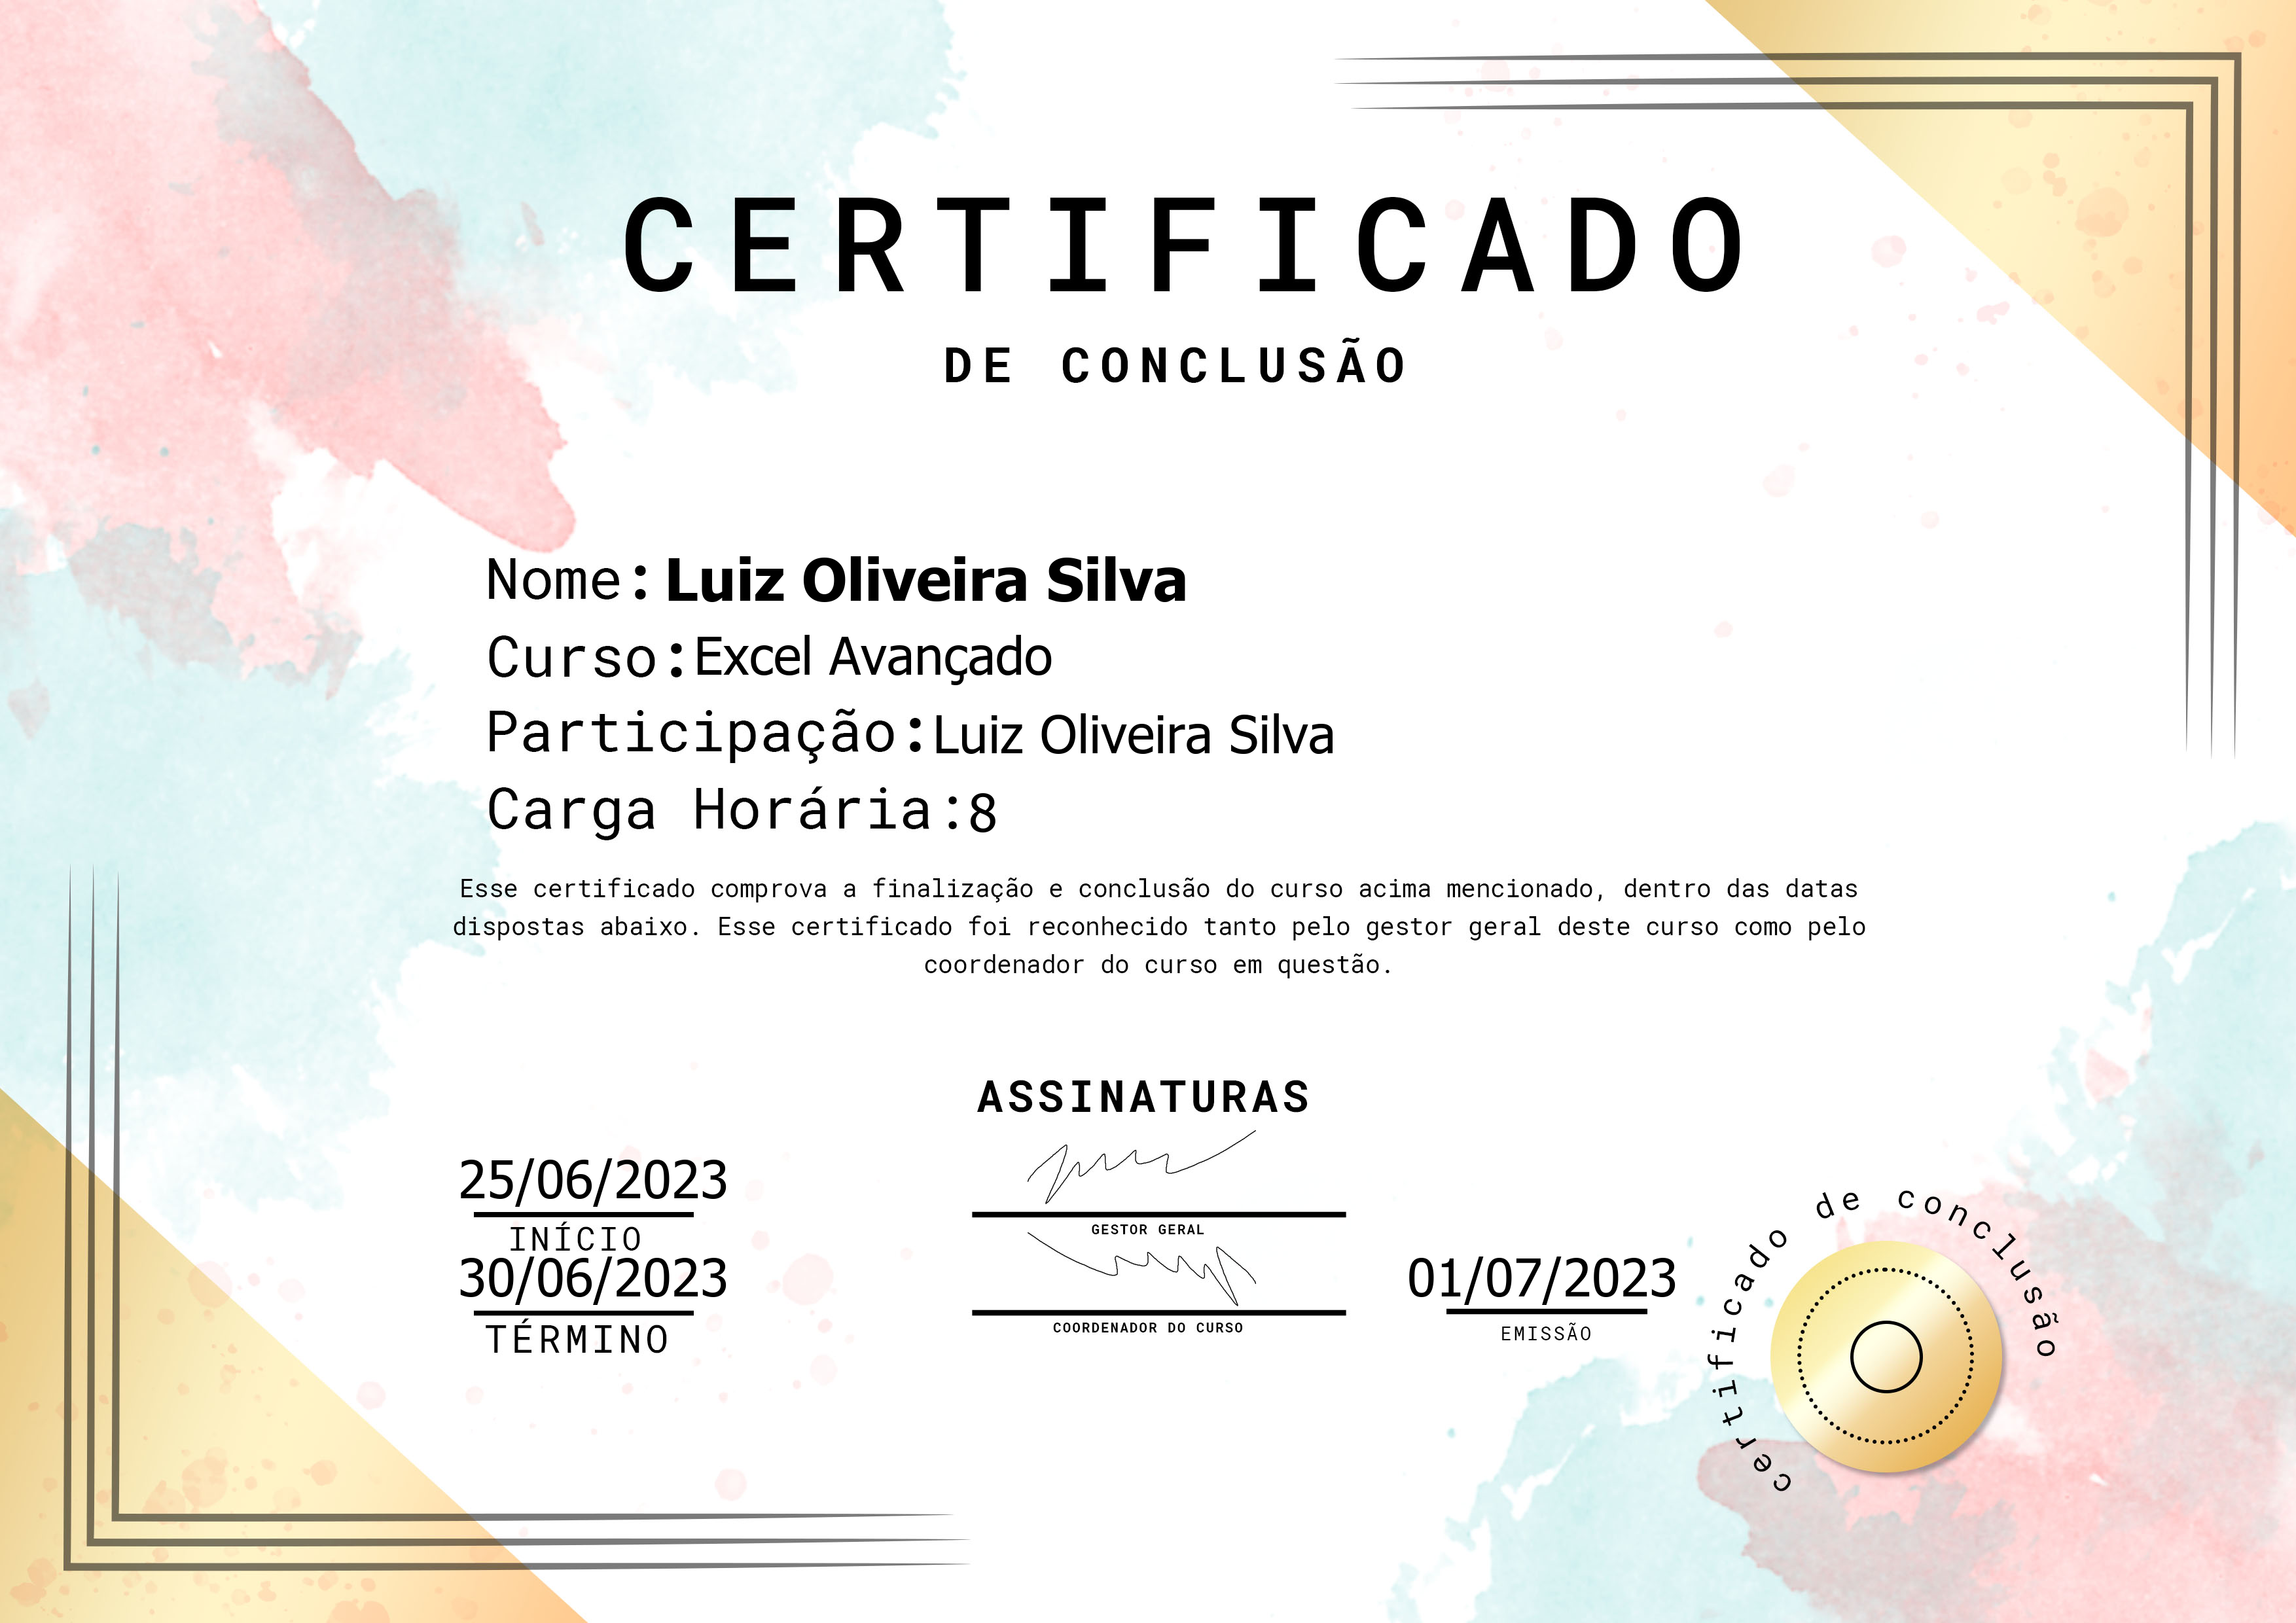 CERTIFICADO
DE CONCLUSÃO
Nome: Luiz Oliveira Silva
Curso: Excel Avançado
Participação: Luiz Oliveira Silva
Carga Horária: 8
Esse certificado comprova a finalização e conclusão do curso acima mencionado, dentro das datas
dispostas abaixo. Esse certificado foi reconhecido tanto pelo gestor geral deste curso como pelo
coordenador do curso em questão.
ASSINATURAS
25/06/2023
INÍCIO
GESTOR GERAL
30/06/2023
TÉRMINO
COORDENADOR DO CURSO
01/07/2023
EMISSÃO
certificado de conclusão